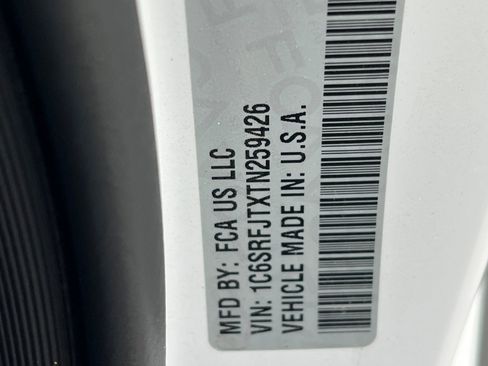 MFD BY: FCA US LLC
VIN: 1C6SRFJTXTN259426
VEHICLE MADE IN: U.S.A.